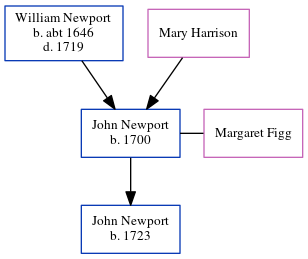 William Newport
b. abt 1646
d. 1719
Mary Harrison
John Newport
b. 1700
Margaret Figg
John Newport
b. 1723